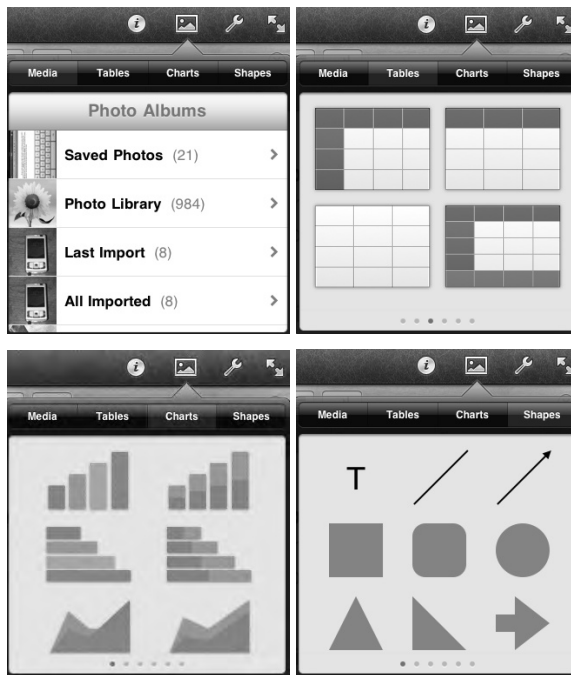 Media Tables Charts Shapes
Photo Albums
Saved Photos (21)
Photo Library (984)
Last Import (8)
All Imported (8)
Media Tables Charts Shapes
Media Tables Charts Shapes
Media Tables Charts Shapes
T